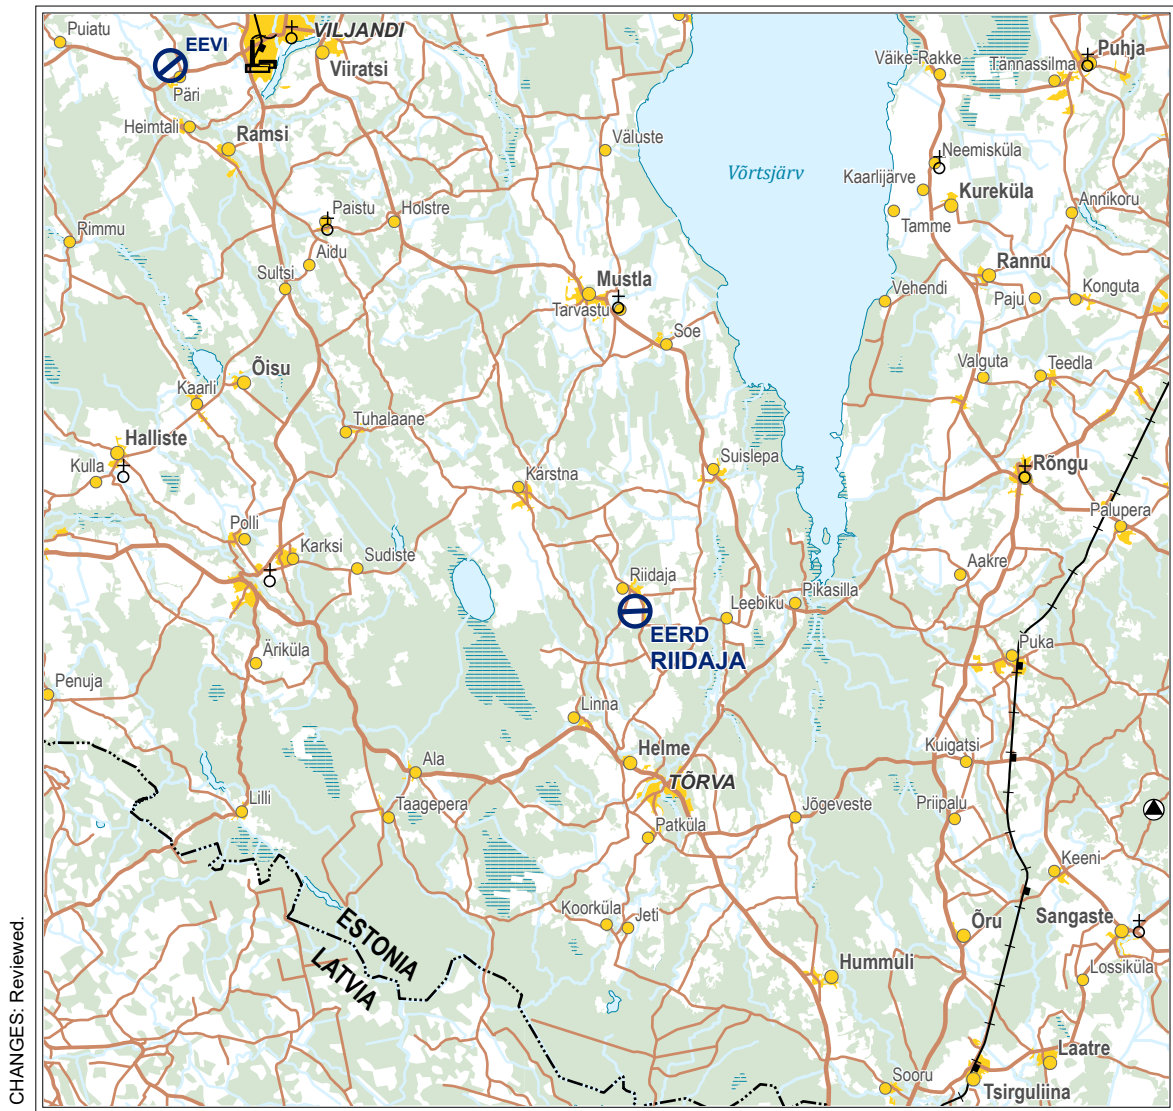 Puiatu
EEVI
VILJANDI
Viiratsi
Päri
Heimtali
Ramsi
Väluste
Võrtsjärv
Väike-Rakke
Tännassilma
Puhja
Neemisküla
Kaarlijärve
Kureküla
Tamme
Annikoru
Rimmu
Paistu
Holstre
Aidu
Sultsi
Mustla
Tarvastu
Soe
Rannu
Vehendi
Paju
Konguta
Õisu
Kaarli
Valguta
Teedla
Tuhalaane
Halliste
Kulla
Kärstna
Suislepa
Rõngu
Palupera
Polli
Karksi
Sudiste
Riidaja
Leebiku
Pikasilla
Aakre
EERD
RIIDAJA
Äriküla
Puka
Penuja
Linna
Helme
Kuigatsi
Ala
TÕRVA
Lilli
Taagepera
Patküla
Jõgeveste
Priipalu
Keeni
Koorküla
Jeti
Õru
Sangaste
ESTONIA
LATVIA
Hummuli
Lossiküla
Laatre
Sooru
Tsirguliina
CHANGES: Reviewed.